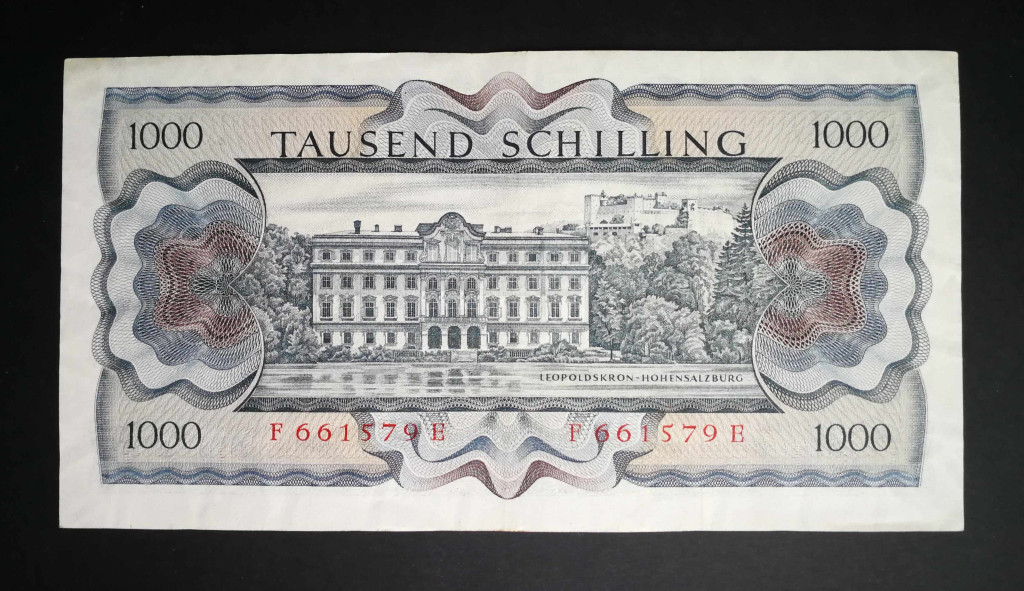 1000 TAUSEND SCHILLING 1000
LEOPOLDSKRON-HOHENSALZBURG
F 661579 E F 661579 E
1000 1000